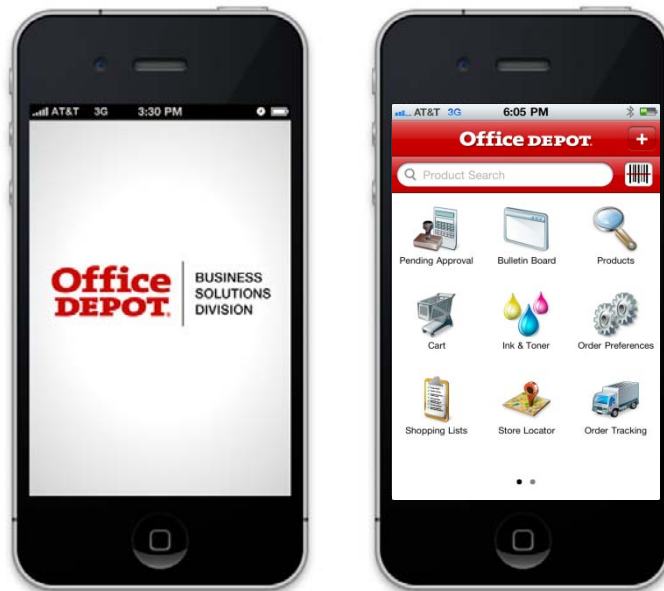 AT&T 3G 3:30 PM
Office
DEPOT.
BUSINESS
SOLUTIONS
DIVISION
AT&T 3G 6:05 PM
Office DEPOT.
+
Product Search
Pending Approval Bulletin Board Products
Cart Ink & Toner Order Preferences
Shopping Lists Store Locator Order Tracking